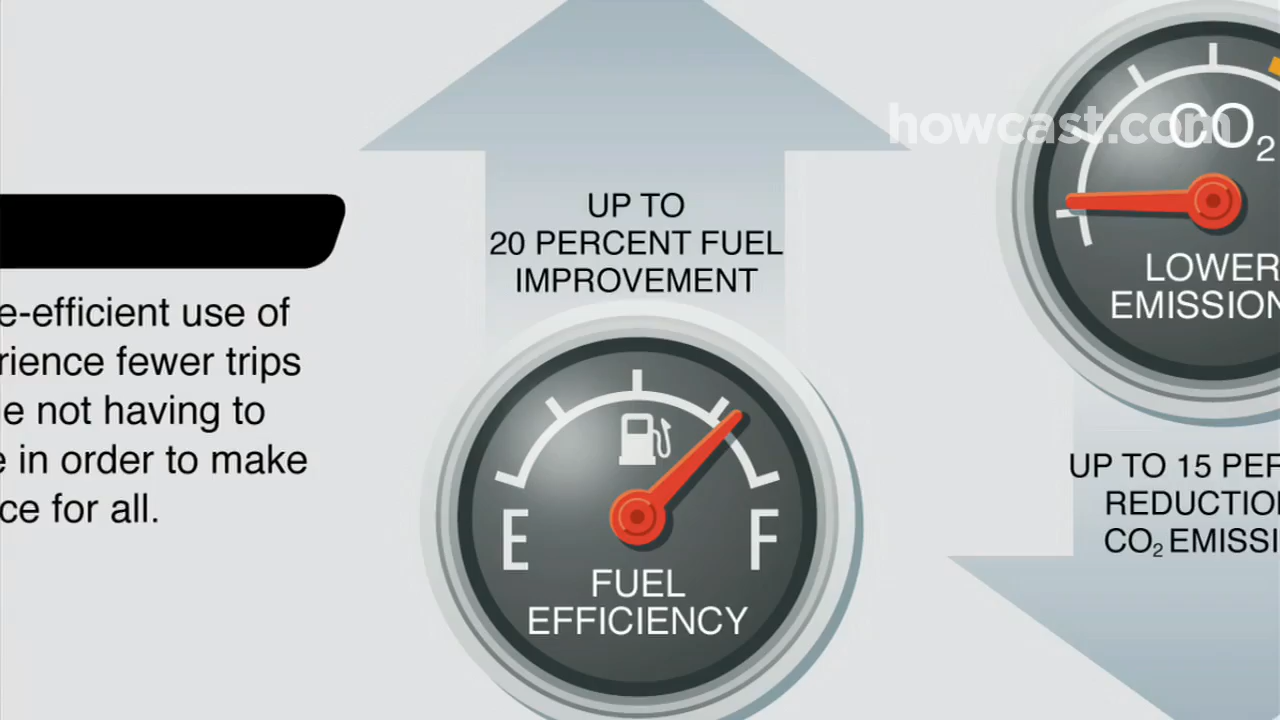 howcast.com
e-efficient use of
rience fewer trips
e not having to
e in order to make
ce for all.
UP TO
20 PERCENT FUEL
IMPROVEMENT
E
F
FUEL
EFFICIENCY
CO₂
LOWER
EMISSION
UP TO 15 PER
REDUCTION
CO₂ EMISSI